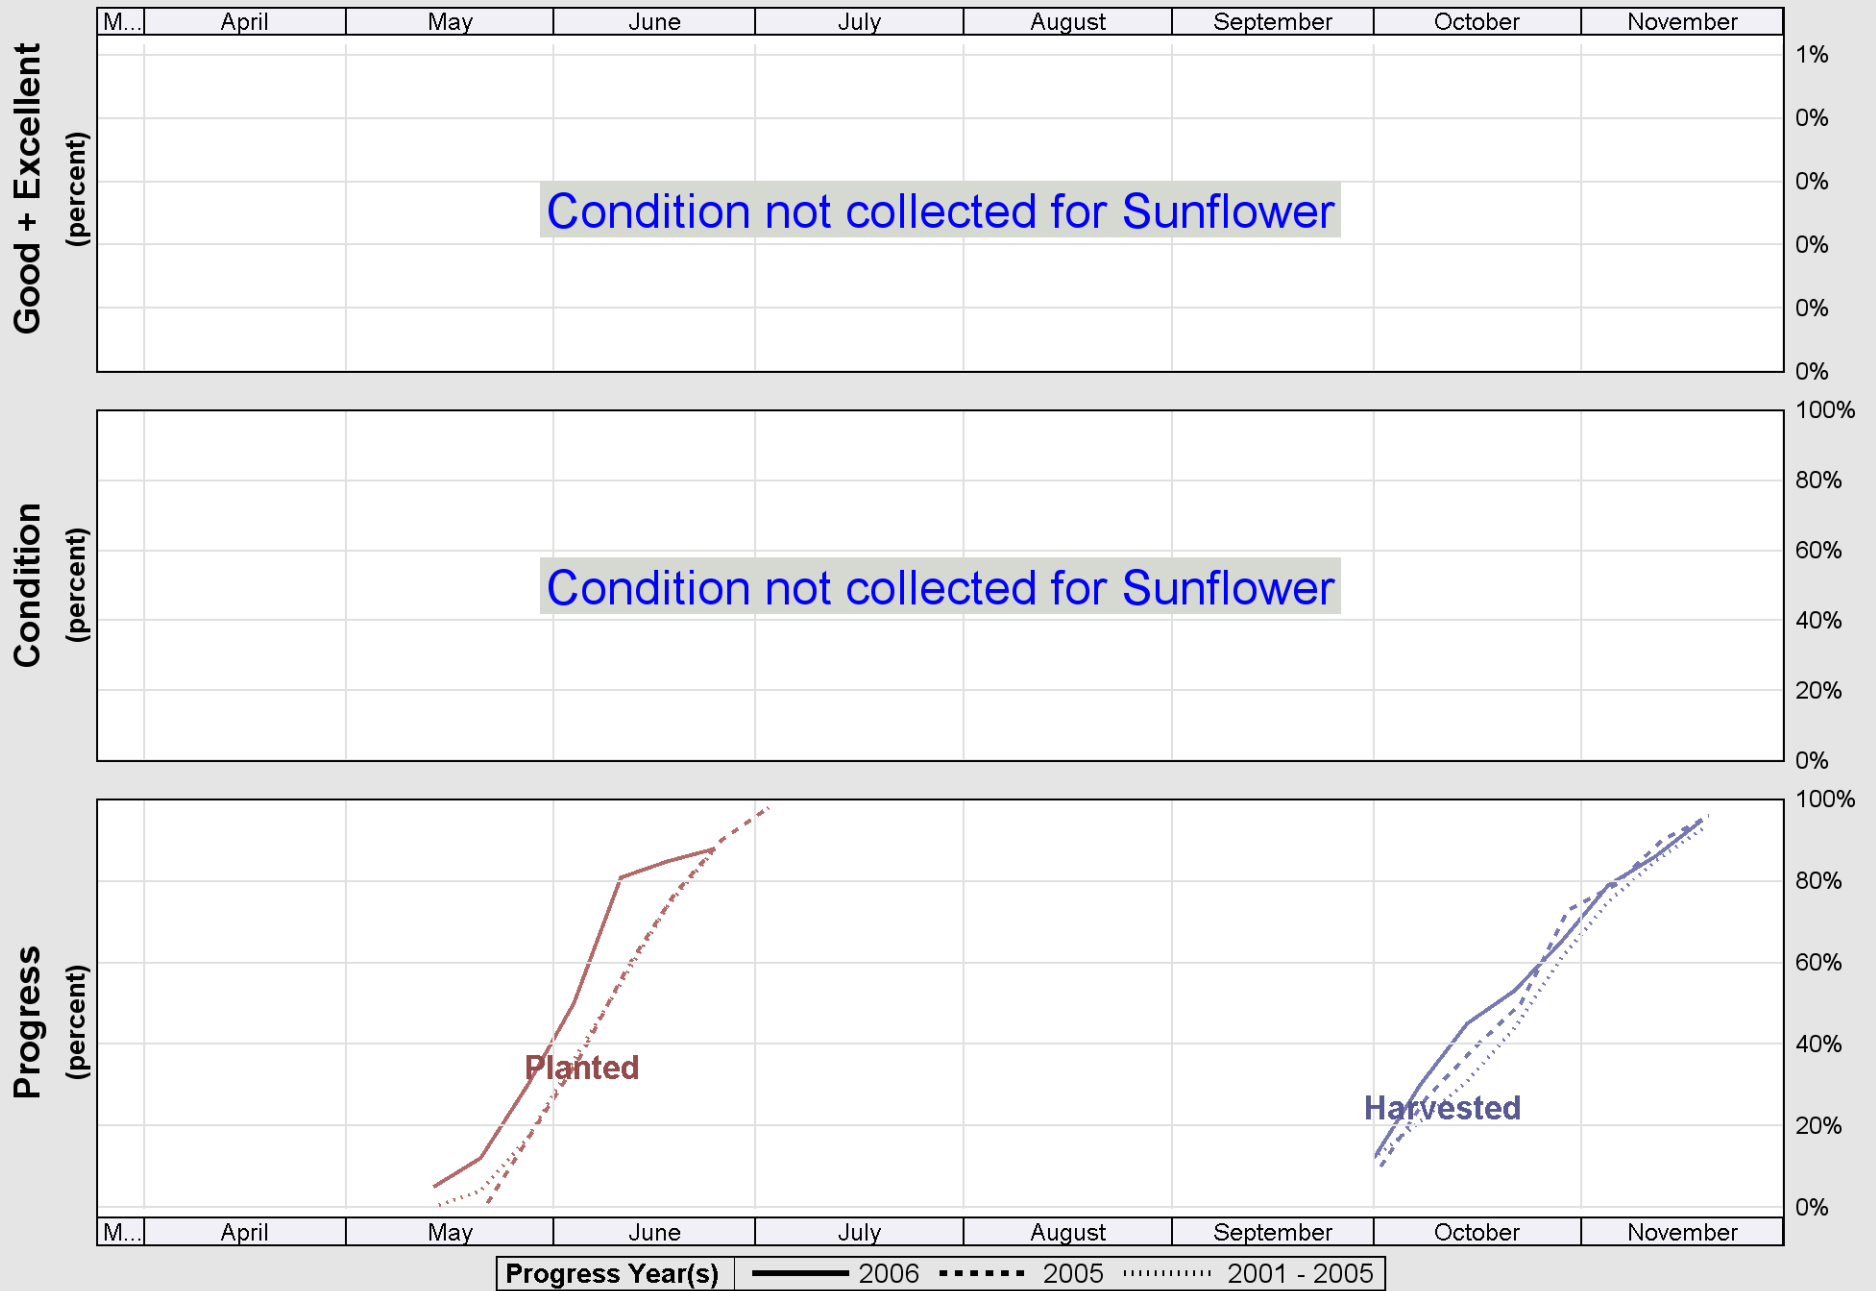 M... April May June July August September October November
Good + Excellent
(percent)
1%
0%
0%
0%
0%
0%
Condition not collected for Sunflower
Condition
(percent)
100%
80%
60%
40%
20%
0%
Condition not collected for Sunflower
Progress
(percent)
100%
80%
60%
40%
20%
0%
Planted
Harvested
M... April May June July August September October November
Progress Year(s) 2006 2005 2001 - 2005